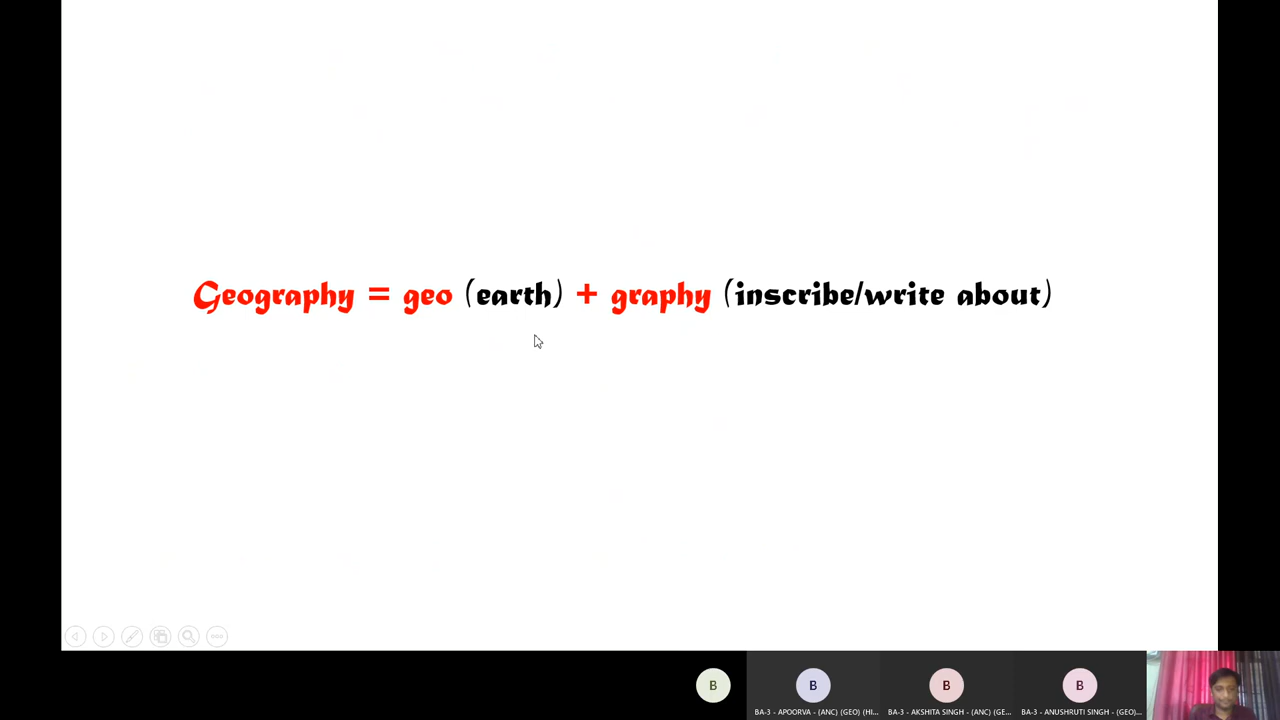 Geography = geo (earth) + graphy (inscribe/write about)
B
B
B
B
BA-3 - APOORVA - (ANC) (GEO) (HI...
BA-3 - AKSHITA SINGH - (ANC) (GE...
BA-3 - ANUSHRUTI SINGH - (GEO)...